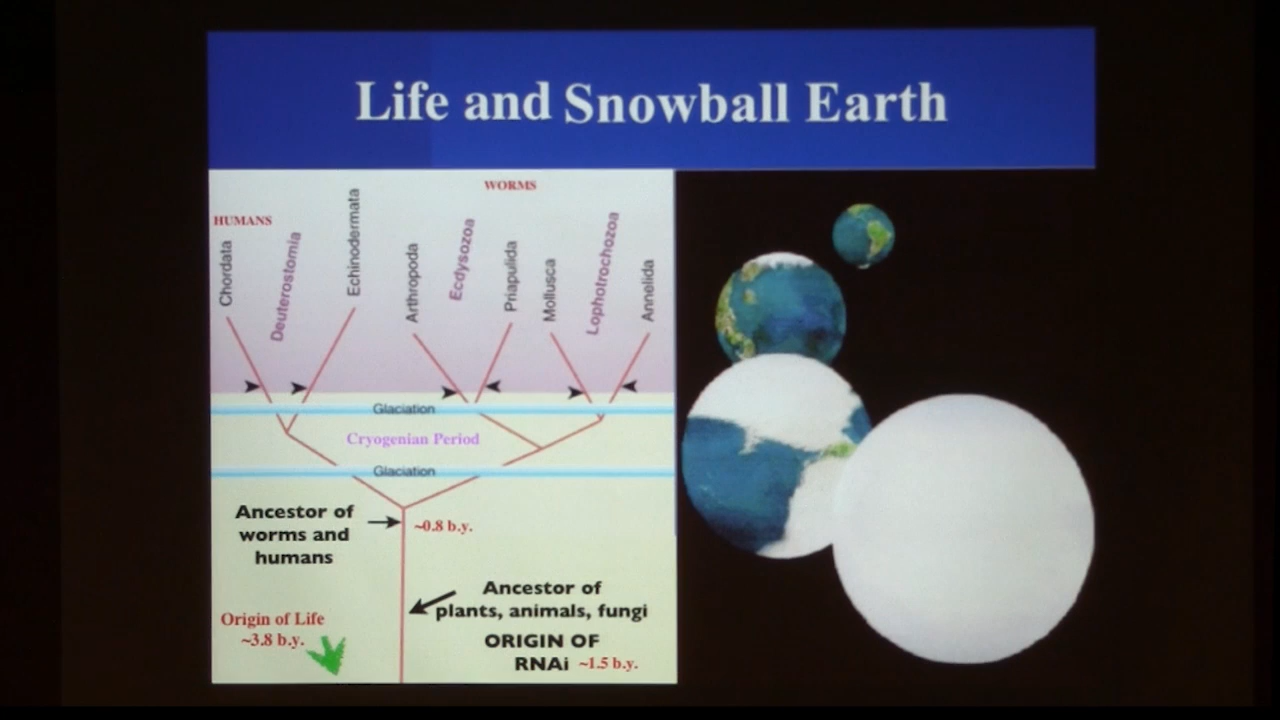 Life and Snowball Earth
WORMS
HUMANS
Chordata
Deuterostomia
Echinodermata
Arthropoda
Ecdysozoa
Priapulida
Mollusca
Lophotrochozoa
Annelida
Glaciation
Cryogenian Period
Glaciation
Ancestor of
worms and
humans
~0.8 b.y.
Ancestor of
plants, animals, fungi
Origin of Life
~3.8 b.y.
ORIGIN OF
RNAi ~1.5 b.y.